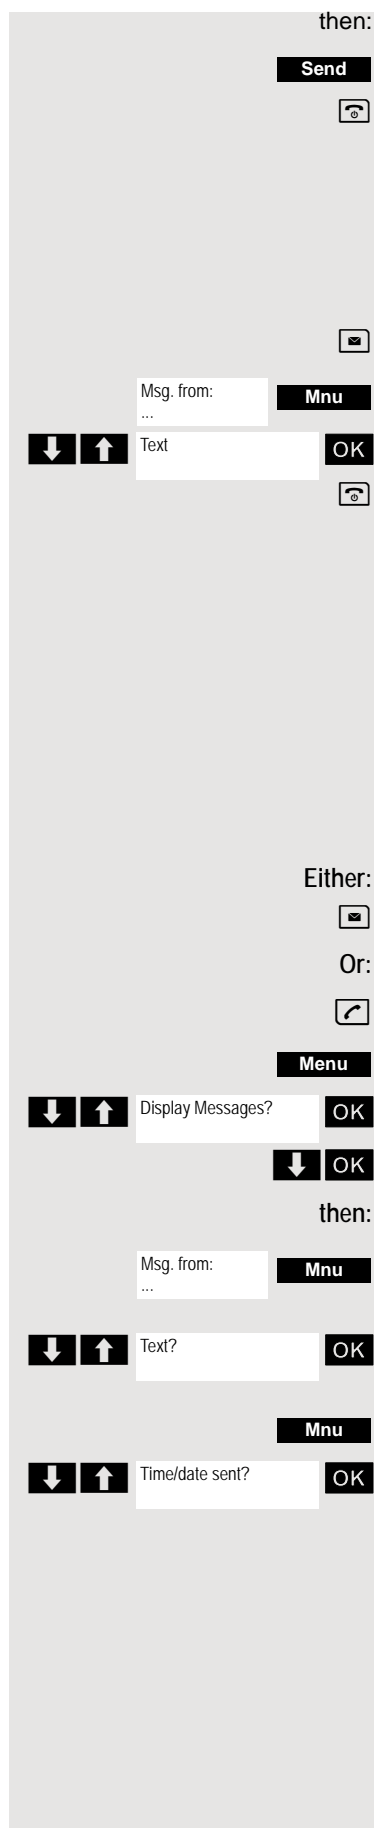 then:
Send
Msg. from:
...
Mnu
Text
OK
Either:
Or:
Menu
Display Messages?
OK
OK
then:
Msg. from:
...
Mnu
Text?
OK
Mnu
Time/date sent?
OK